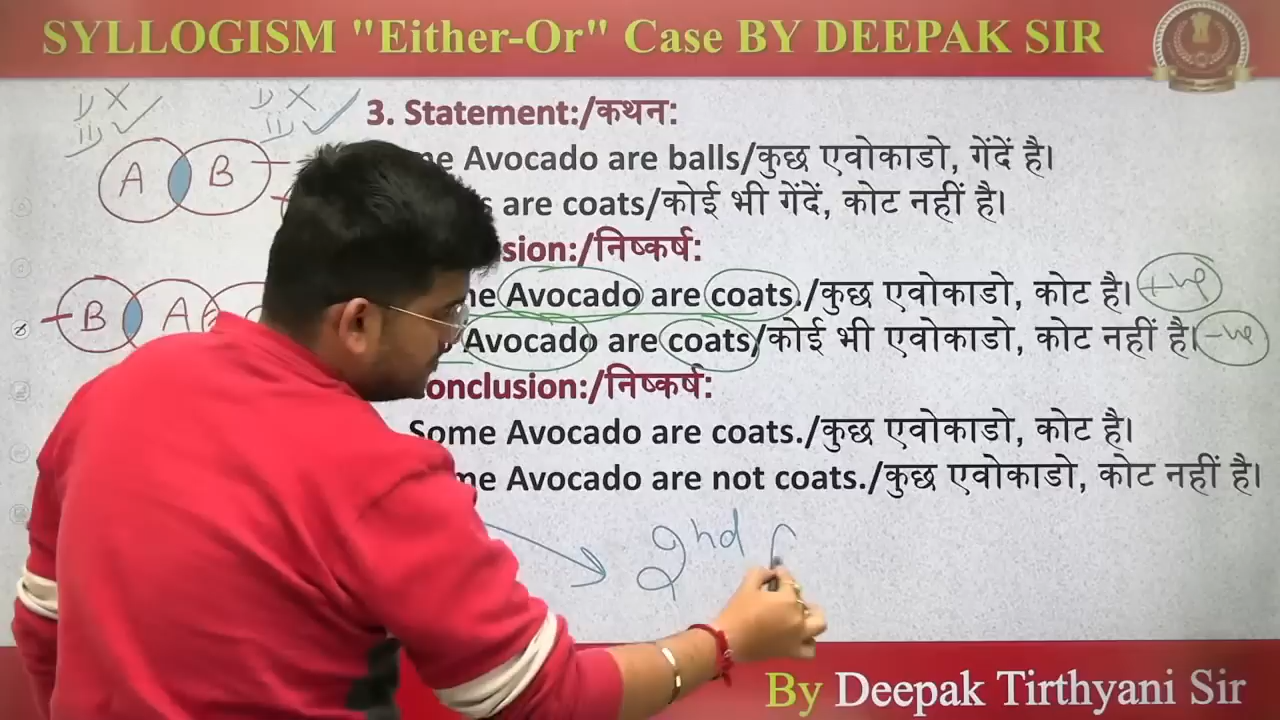 SYLLOGISM "Either-Or" Case BY DEEPAK SIR
I) X I) X
II) ✓ II) ✓
3. Statement:/कथन:
Avocado are balls/कुछ एवोकाडो, गेंदें है।
A B
are coats/कोई भी गेंदें, कोट नहीं है।
निष्कर्ष:
Avocado are coats./कुछ एवोकाडो, कोट है। +ve
B A
Avocado are coats/कोई भी एवोकाडो, कोट नहीं है। -ve
निष्कर्ष:
Some Avocado are coats./कुछ एवोकाडो, कोट है।
Avocado are not coats./कुछ एवोकाडो, कोट नहीं है।
2nd
By Deepak Tirthyani Sir